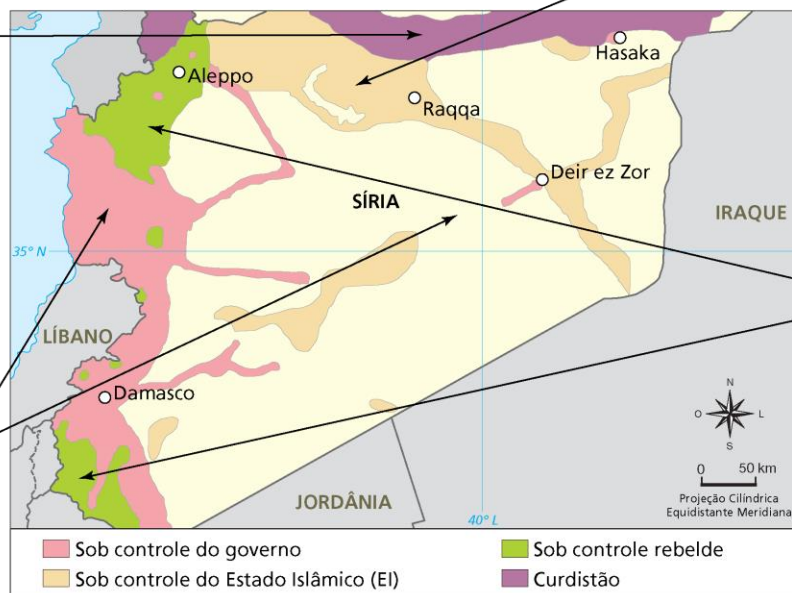 Hasaka
Aleppo
Raqqa
Deir ez Zor
SÍRIA
IRAQUE
35° N
LÍBANO
Damasco
N
O
L
S
0 50 km
JORDÂNIA
Projeção Cilíndrica
Equidistante Meridiana
40° L
Sob controle do governo
Sob controle rebelde
Sob controle do Estado Islâmico (EI)
Curdistão